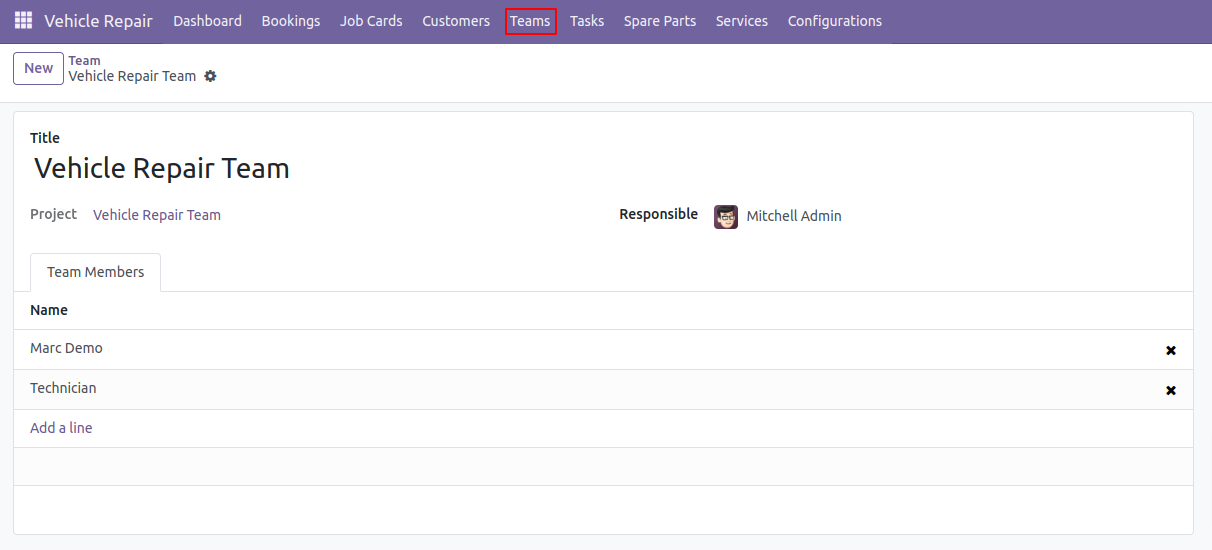 Vehicle Repair Dashboard Bookings Job Cards Customers Teams Tasks Spare Parts Services Configurations
New Team
Vehicle Repair Team
Title
Vehicle Repair Team
Project Vehicle Repair Team Responsible Mitchell Admin
Team Members
Name
Marc Demo
Technician
Add a line